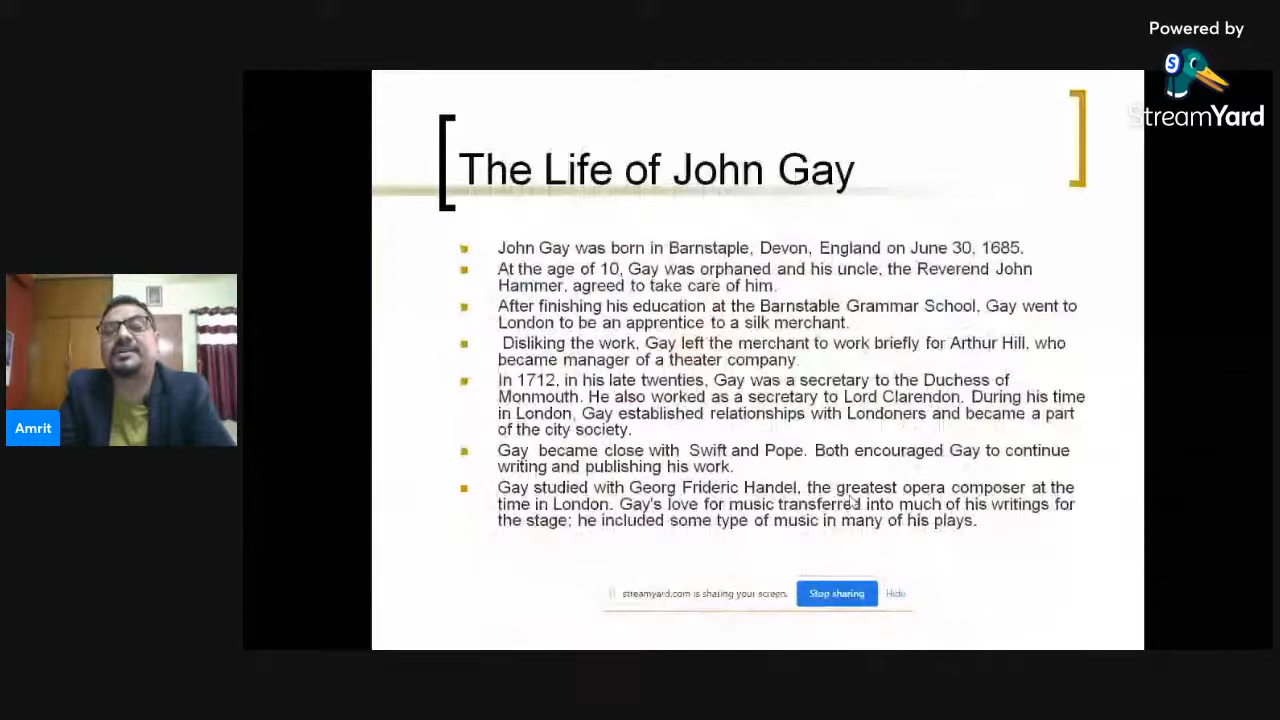 Powered by
StreamYard
The Life of John Gay
John Gay was born in Barnstaple, Devon, England on June 30, 1685.
At the age of 10, Gay was orphaned and his uncle, the Reverend John
Hammer, agreed to take care of him.
After finishing his education at the Barnstable Grammar School, Gay went to
London to be an apprentice to a silk merchant.
Disliking the work, Gay left the merchant to work briefly for Arthur Hill, who
became manager of a theater company.
In 1712, in his late twenties, Gay was a secretary to the Duchess of
Monmouth. He also worked as a secretary to Lord Clarendon. During his time
in London, Gay established relationships with Londoners and became a part
of the city society.
Gay became close with Swift and Pope. Both encouraged Gay to continue
writing and publishing his work.
Gay studied with Georg Frideric Handel, the greatest opera composer at the
time in London. Gay's love for music transferred into much of his writings for
the stage; he included some type of music in many of his plays.
streamyard.com is sharing your screen. Stop sharing Hide
Amrit